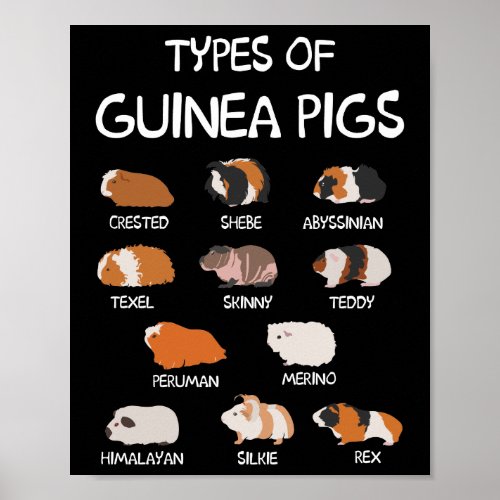 TYPES OF
GUINEA PIGS
CRESTED SHEBE ABYSSINIAN
TEXEL SKINNY TEDDY
PERUMAN MERINO
HIMALAYAN SILKIE REX